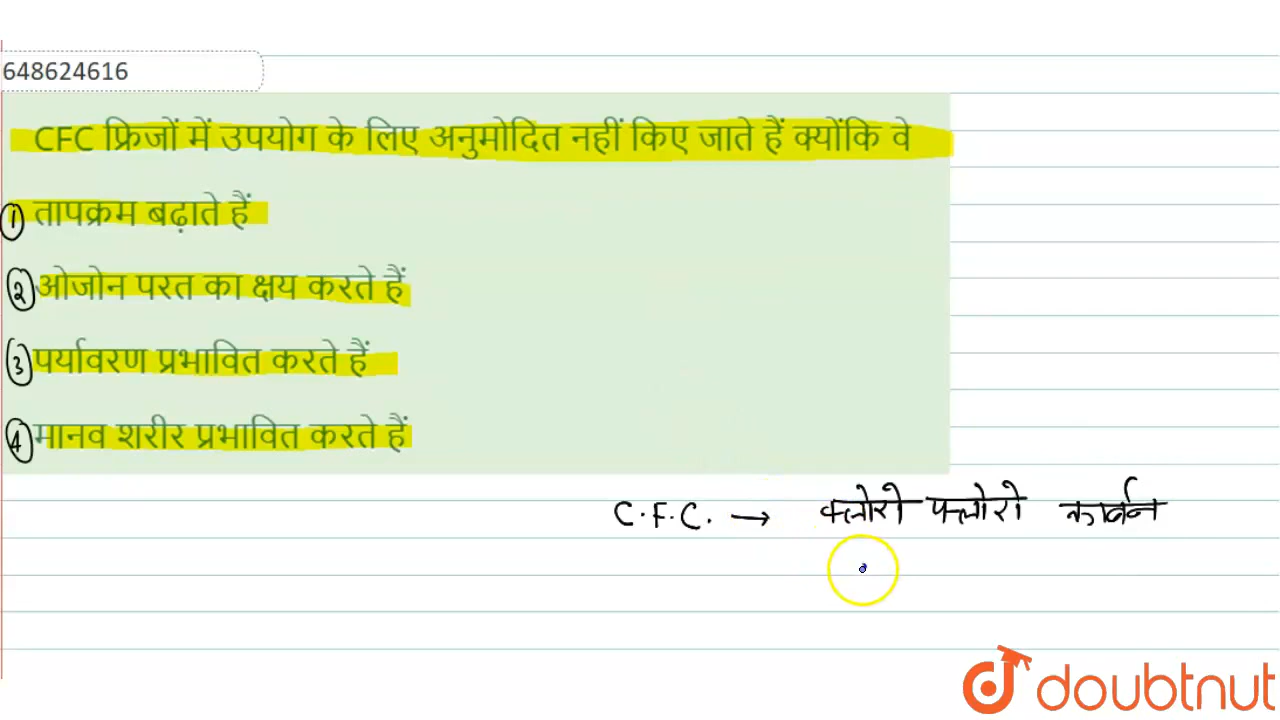 648624616
CFC फ्रिजों में उपयोग के लिए अनुमोदित नहीं किए जाते हैं क्योंकि वे
1 तापक्रम बढ़ाते हैं
2 ओजोन परत का क्षय करते हैं
3 पर्यावरण प्रभावित करते हैं
4 मानव शरीर प्रभावित करते हैं
C.F.C. → क्लोरो फ्लोरो कार्बन
doubtnut